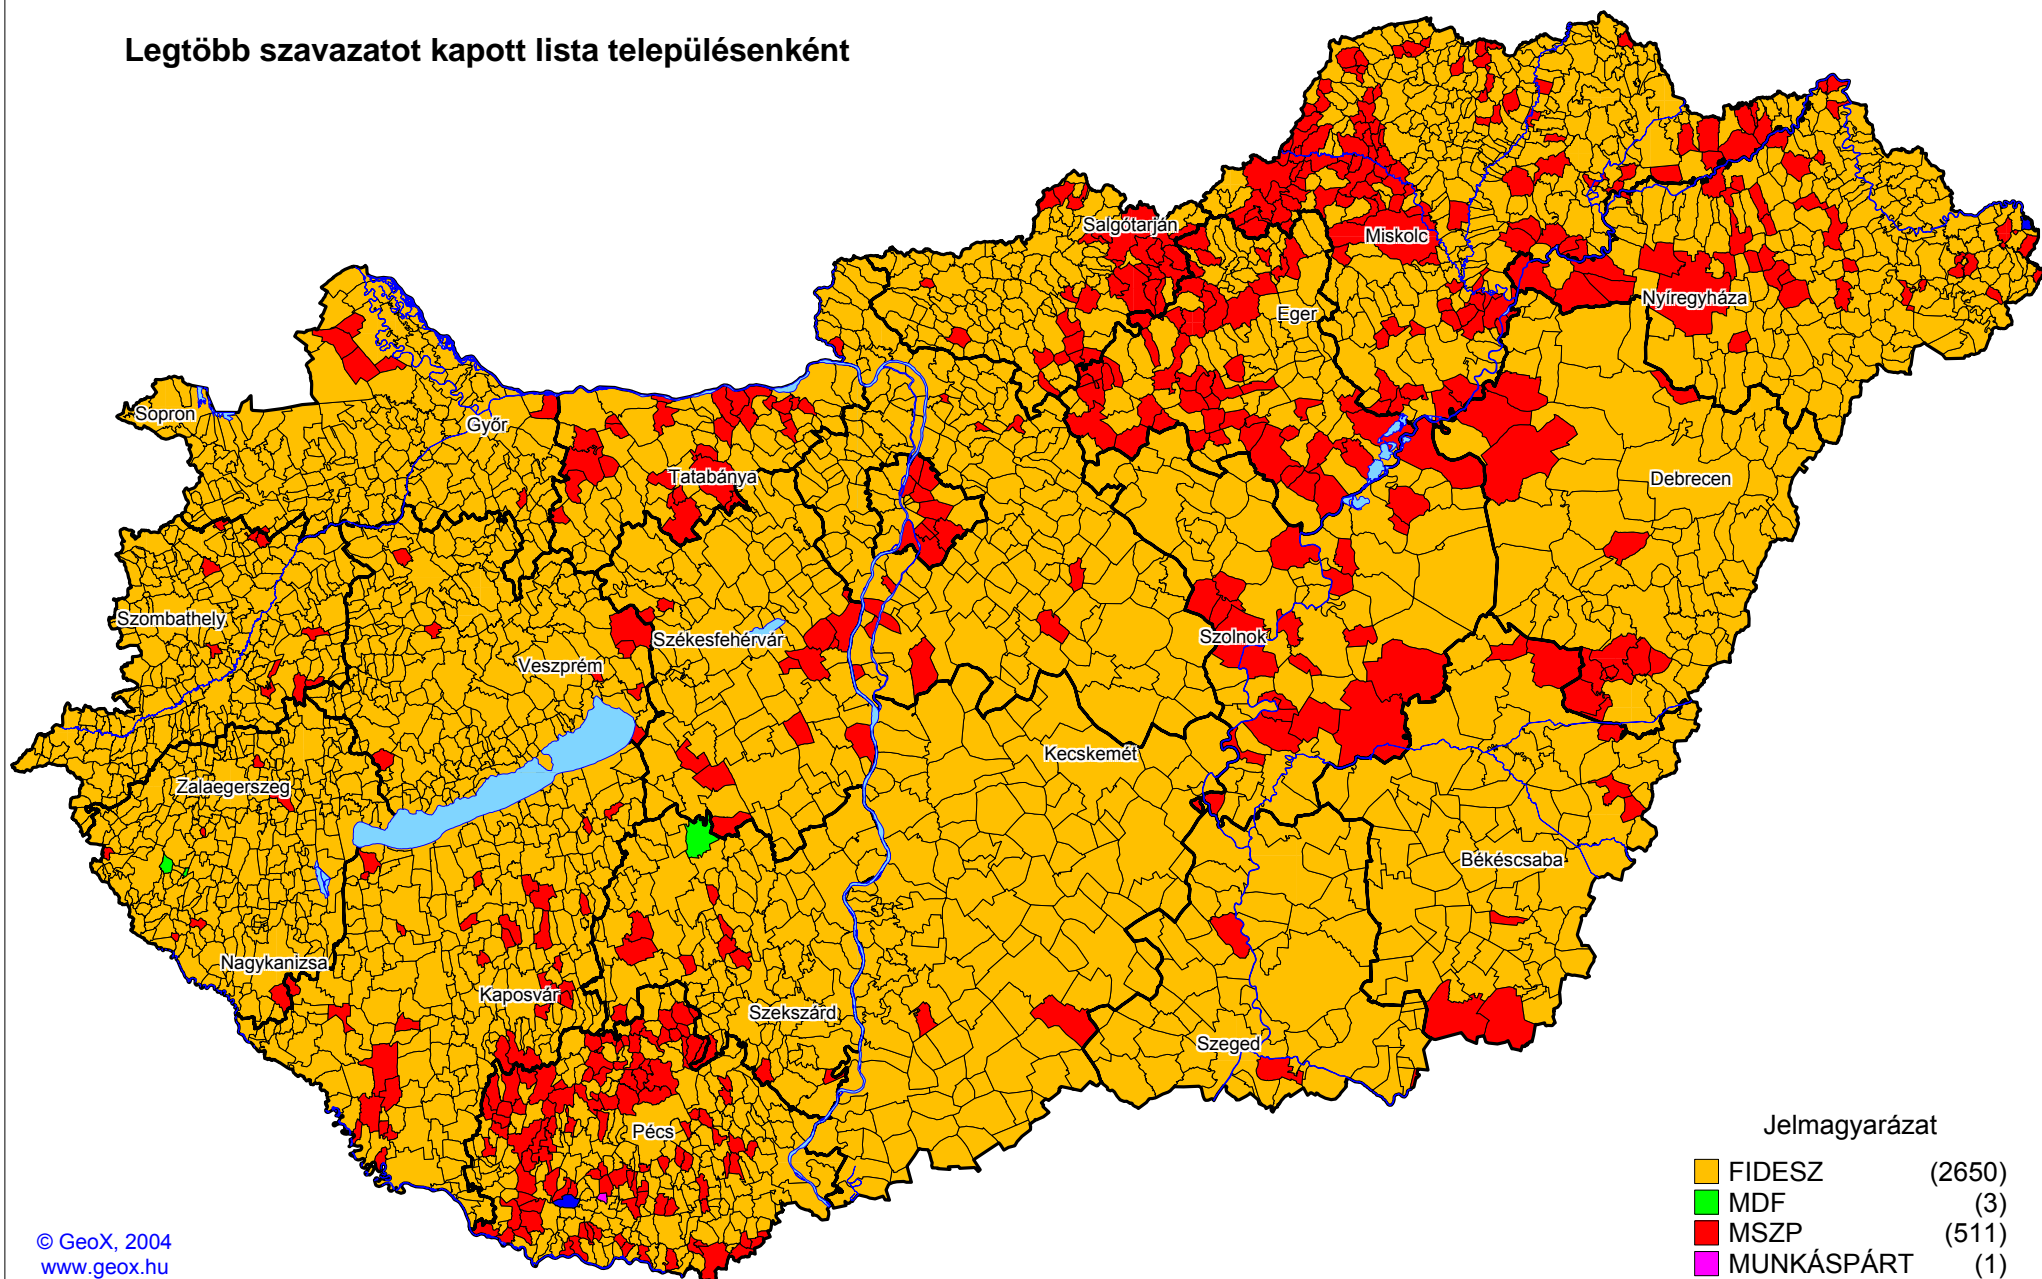 Legtöbb szavazatot kapott lista településenként
Salgótarján
Miskolc
Eger
Nyíregyháza
Sopron
Győr
Tatabánya
Debrecen
Szombathely
Székesfehérvár
Szolnok
Veszprém
Kecskemét
Zalaegerszeg
Békéscsaba
Nagykanizsa
Kaposvár
Szekszárd
Szeged
Pécs
Jelmagyarázat
FIDESZ (2650)
MDF (3)
MSZP (511)
MUNKÁSPÁRT (1)
© GeoX, 2004
www.geox.hu